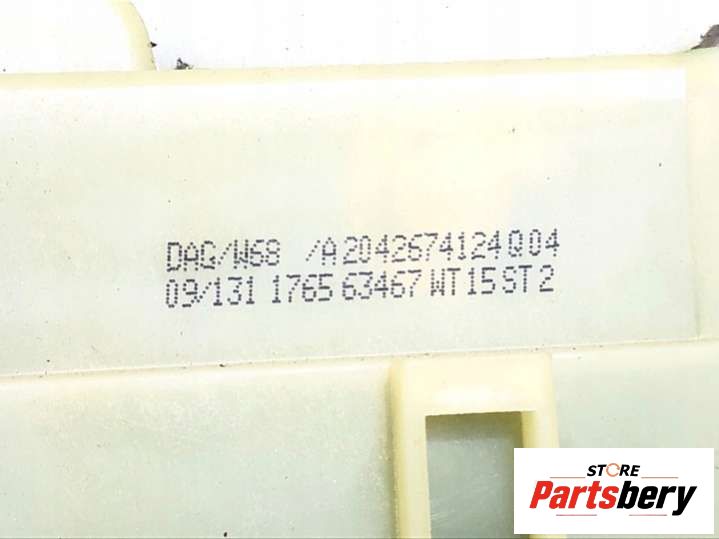 DAG/W68 /A2042674124Q04
09/131 1765 63467 WT15 ST2
STORE
Partsbery